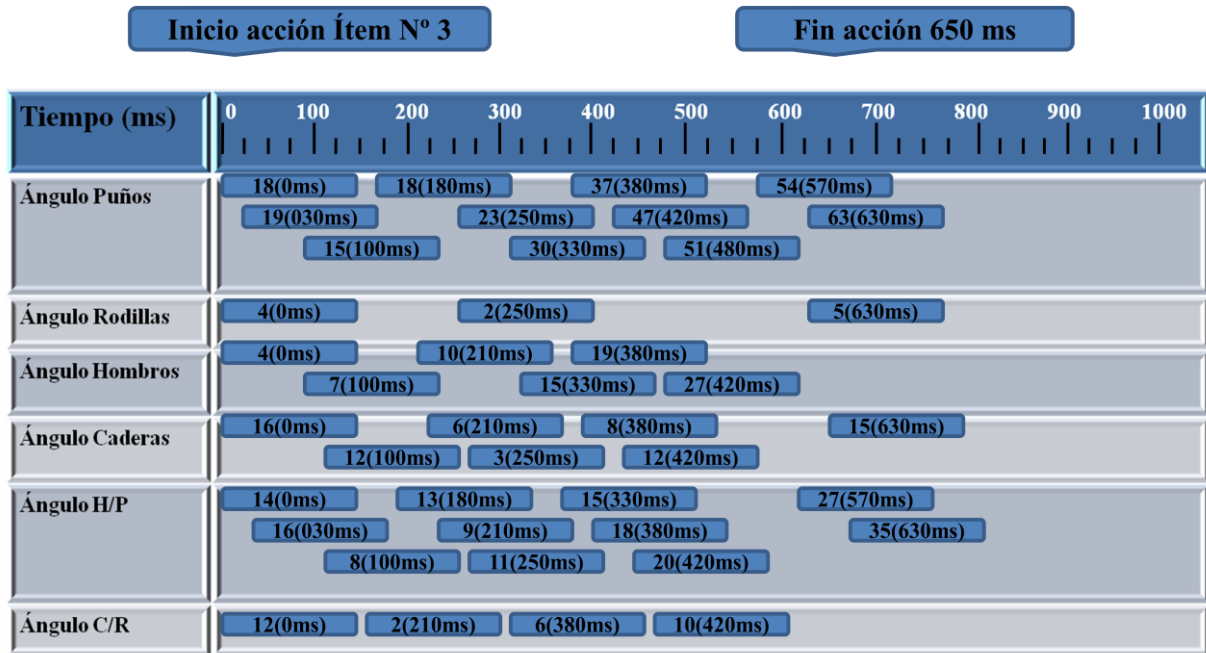 Inicio acción Ítem Nº 3
Fin acción 650 ms
Tiempo (ms)
0 100 200 300 400 500 600 700 800 900 1000
Ángulo Puños
18(0ms) 18(180ms) 37(380ms) 54(570ms)
19(030ms) 23(250ms) 47(420ms) 63(630ms)
15(100ms) 30(330ms) 51(480ms)
Ángulo Rodillas
4(0ms) 2(250ms) 5(630ms)
Ángulo Hombros
4(0ms) 10(210ms) 19(380ms)
7(100ms) 15(330ms) 27(420ms)
Ángulo Caderas
16(0ms) 6(210ms) 8(380ms) 15(630ms)
12(100ms) 3(250ms) 12(420ms)
Ángulo H/P
14(0ms) 13(180ms) 15(330ms) 27(570ms)
16(030ms) 9(210ms) 18(380ms) 35(630ms)
8(100ms) 11(250ms) 20(420ms)
Ángulo C/R
12(0ms) 2(210ms) 6(380ms) 10(420ms)